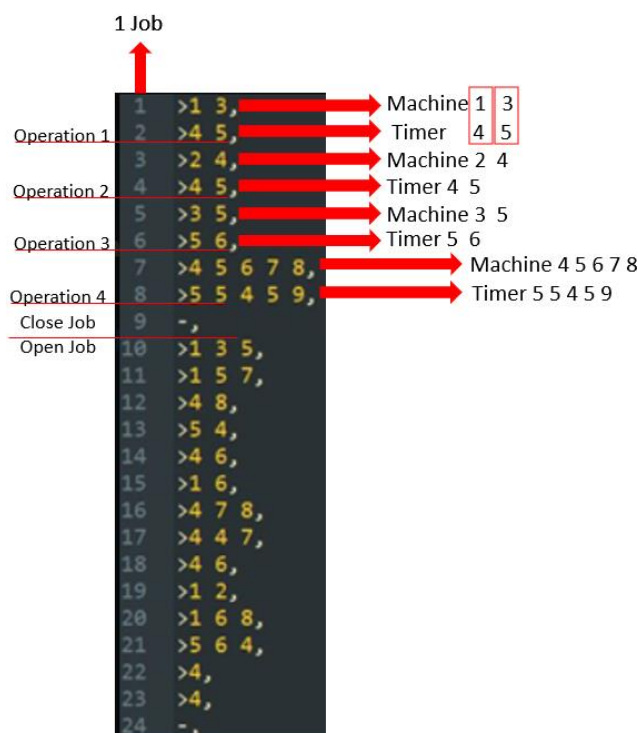 1 Job
1 >1 3, Machine 1 3
Operation 1 2 >4 5, Timer 4 5
3 >2 4, Machine 2 4
Operation 2 4 >4 5, Timer 4 5
5 >3 5, Machine 3 5
Operation 3 6 >5 6, Timer 5 6
7 >4 5 6 7 8, Machine 4 5 6 7 8
Operation 4 8 >5 5 4 5 9, Timer 5 5 4 5 9
Close Job 9 -,
Open Job 10 >1 3 5,
11 >1 5 7,
12 >4 8,
13 >5 4,
14 >4 6,
15 >1 6,
16 >4 7 8,
17 >4 4 7,
18 >4 6,
19 >1 2,
20 >1 6 8,
21 >5 6 4,
22 >4,
23 >4,
24 -,